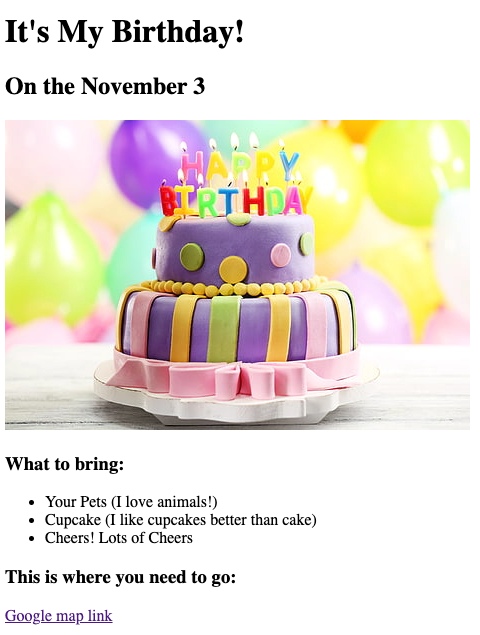 It's My Birthday!
On the November 3
HAPPY
BIRTHDAY
What to bring:
Your Pets (I love animals!)
Cupcake (I like cupcakes better than cake)
Cheers! Lots of Cheers
This is where you need to go:
Google map link